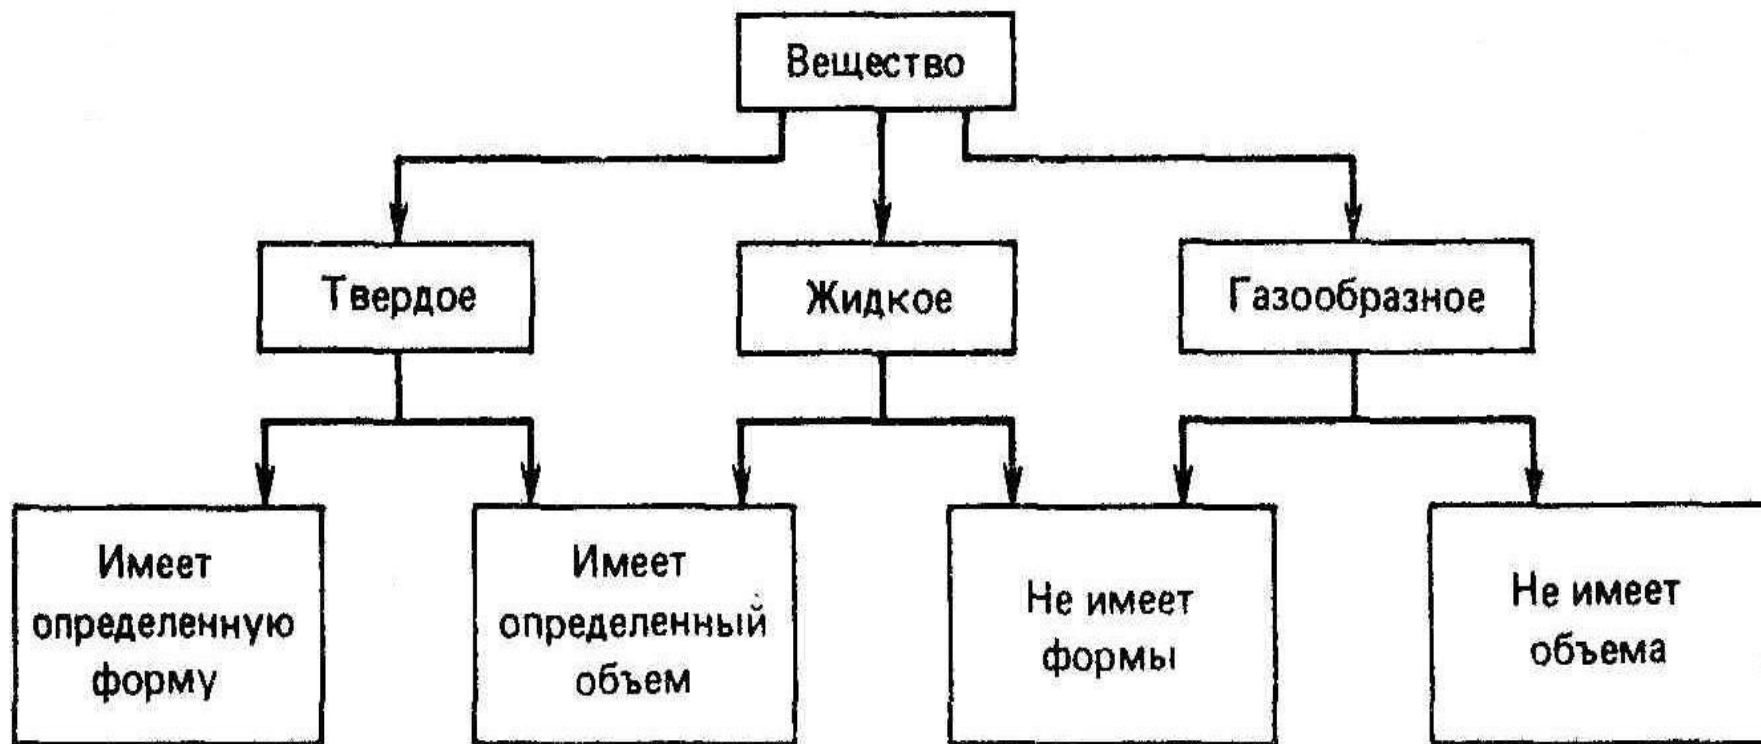 Вещество
Твердое
Жидкое
Газообразное
Имеет
определенную
форму
Имеет
определенный
объем
Не имеет
формы
Не имеет
объема